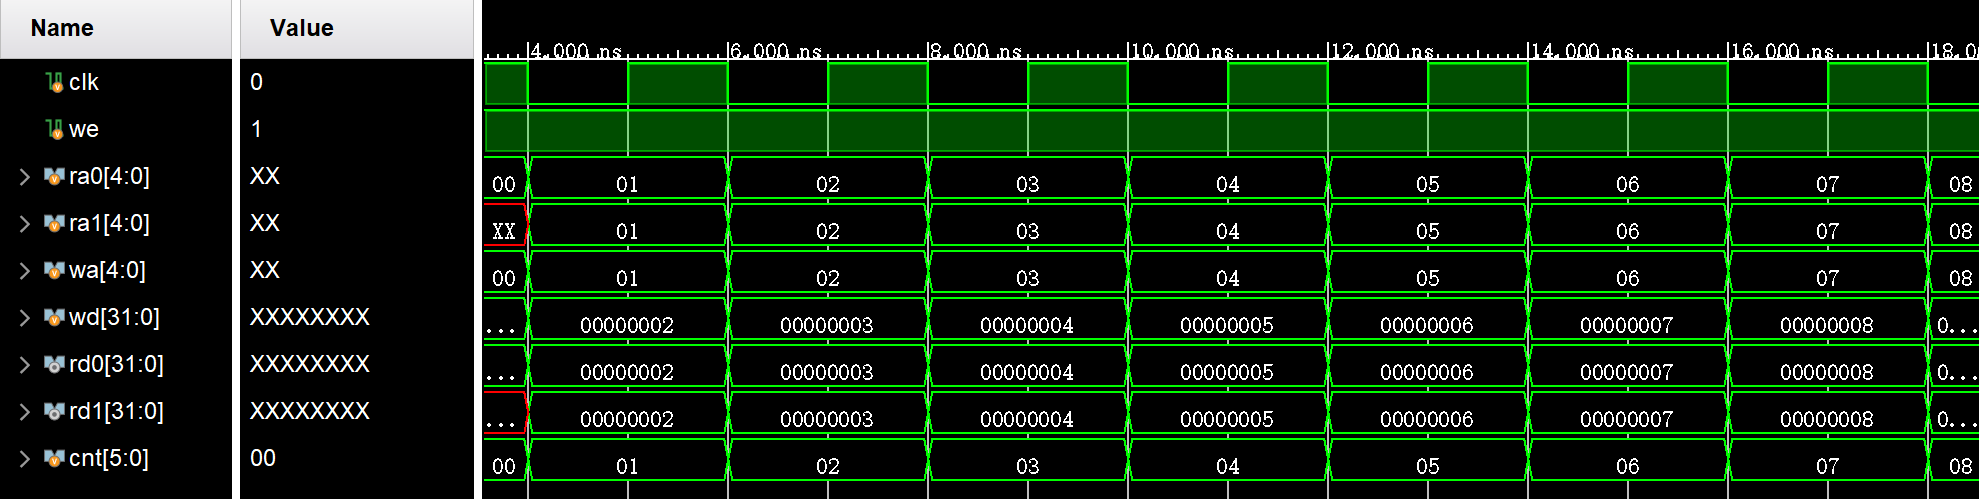 Name Value
4.000 ns 6.000 ns 8.000 ns 10.000 ns 12.000 ns 14.000 ns 16.000 ns 18.0
clk 0
we 1
ra0[4:0] XX 00 01 02 03 04 05 06 07 08
ra1[4:0] XX XX 01 02 03 04 05 06 07 08
wa[4:0] XX 00 01 02 03 04 05 06 07 08
wd[31:0] XXXXXXXX ... 00000002 00000003 00000004 00000005 00000006 00000007 00000008 0...
rd0[31:0] XXXXXXXX ... 00000002 00000003 00000004 00000005 00000006 00000007 00000008 0...
rd1[31:0] XXXXXXXX ... 00000002 00000003 00000004 00000005 00000006 00000007 00000008 0...
cnt[5:0] 00 00 01 02 03 04 05 06 07 08